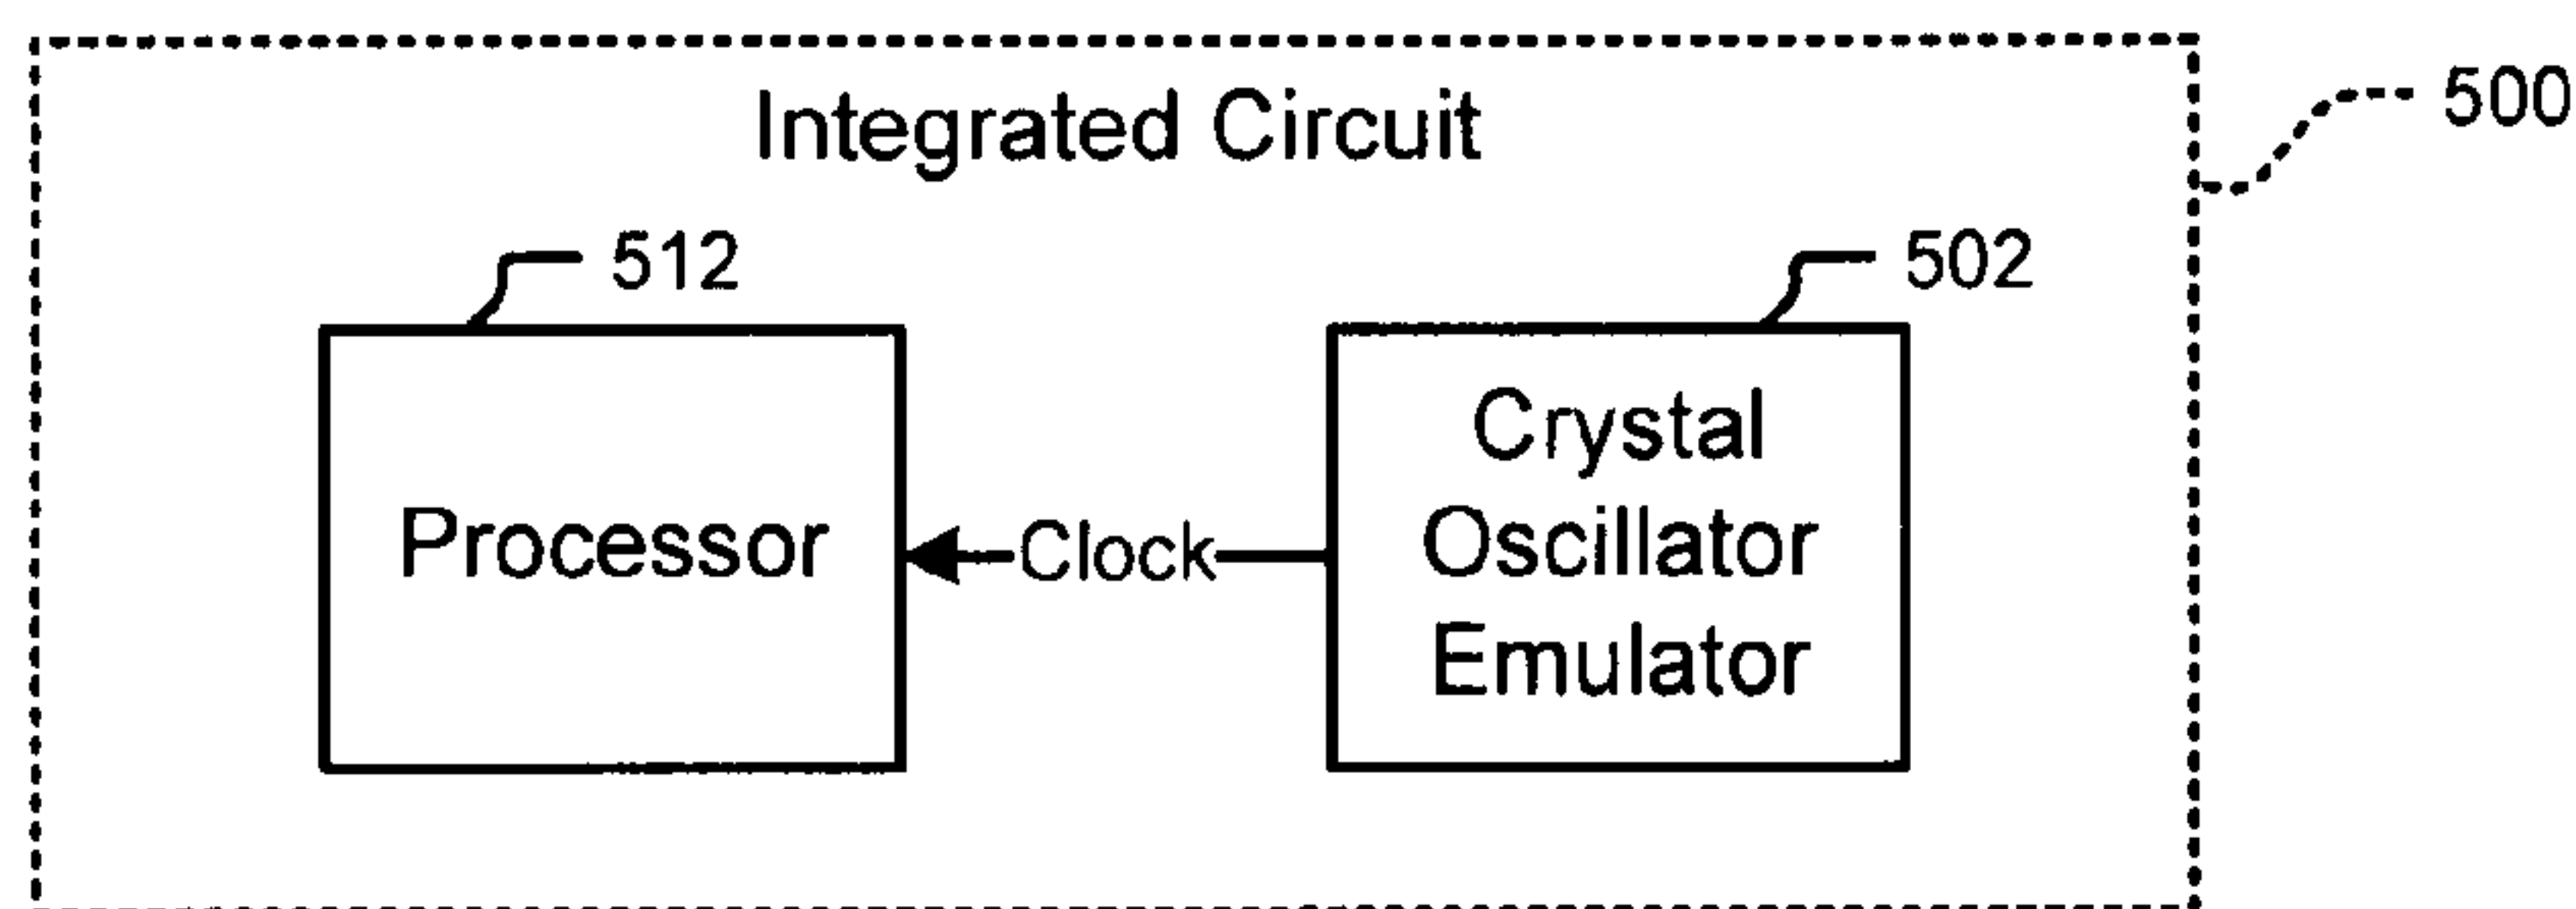 Integrated Circuit
500
512
502
Processor
Clock
Crystal
Oscillator
Emulator